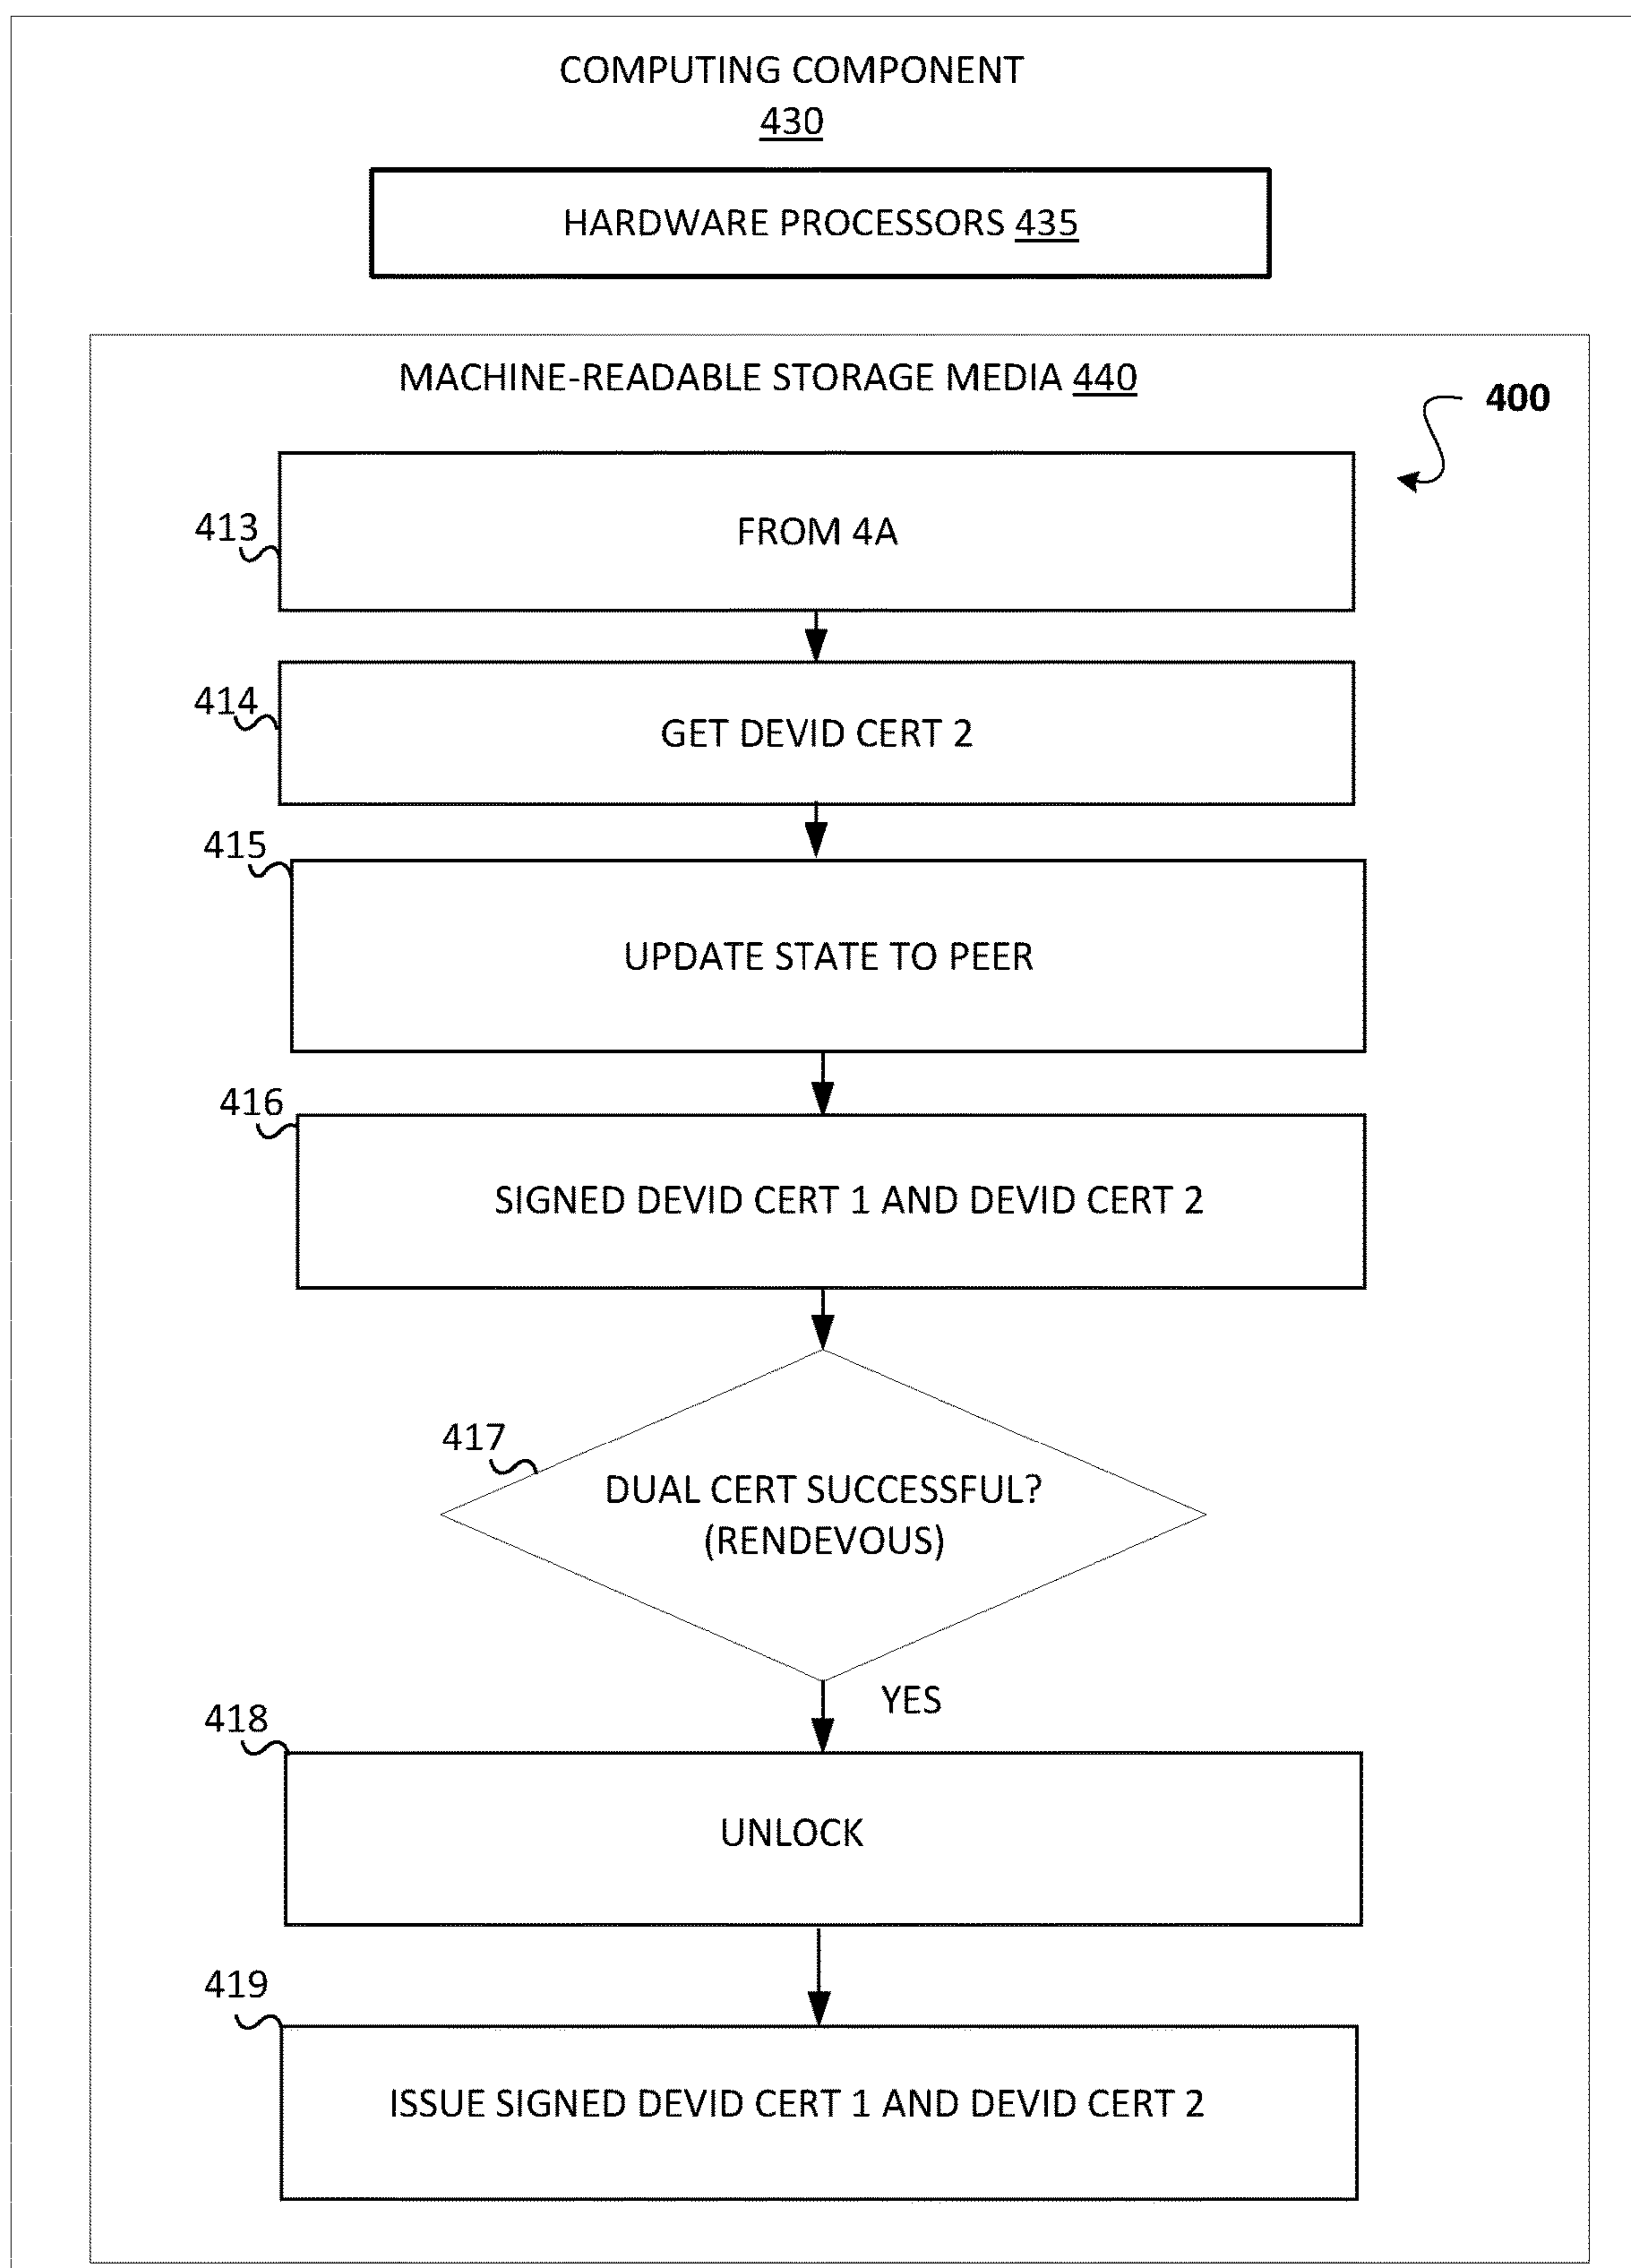 COMPUTING COMPONENT
430
HARDWARE PROCESSORS 435
MACHINE-READABLE STORAGE MEDIA 440
400
413
FROM 4A
414
GET DEVID CERT 2
415
UPDATE STATE TO PEER
416
SIGNED DEVID CERT 1 AND DEVID CERT 2
417
DUAL CERT SUCCESSFUL?
(RENDEVOUS)
YES
418
UNLOCK
419
ISSUE SIGNED DEVID CERT 1 AND DEVID CERT 2